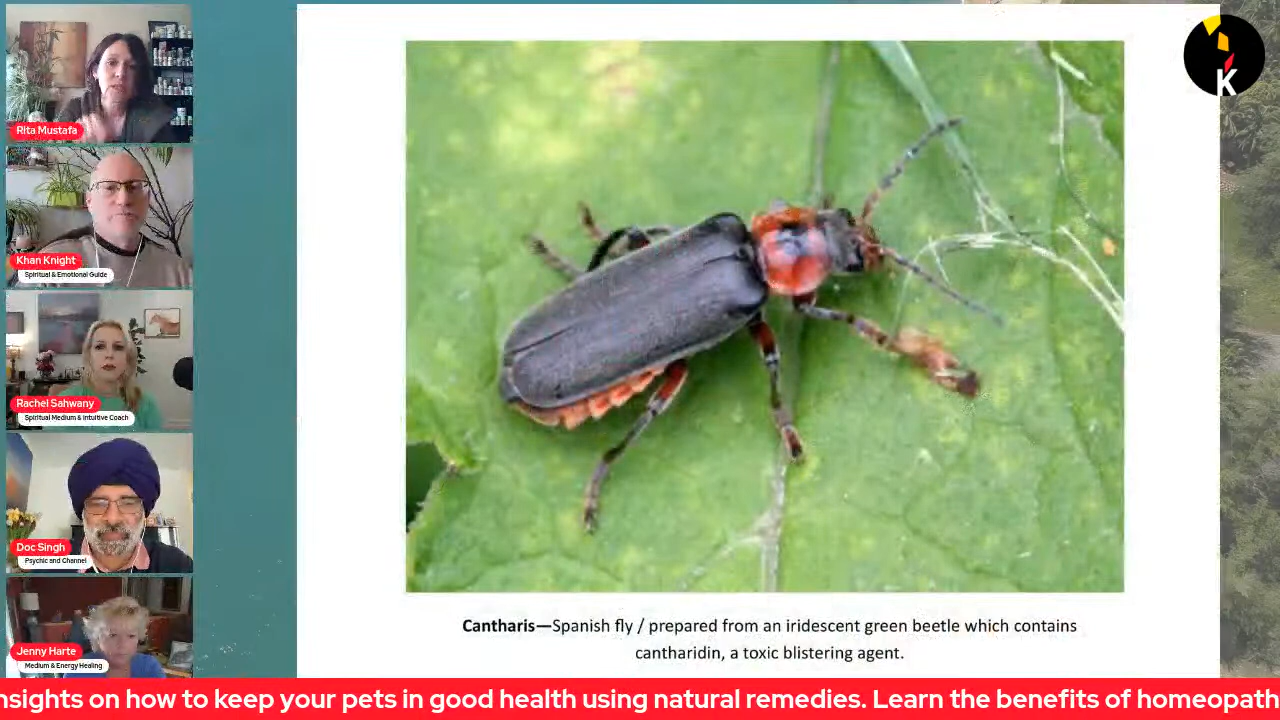 Rita Mustafa
Khan Knight
Spiritual & Emotional Guide
Rachel Sahwany
Spiritual Medium & Intuitive Coach
Doc Singh
Psychic and Channel
Jenny Harte
Medium & Energy Healing
K
Cantharis—Spanish fly / prepared from an iridescent green beetle which contains
cantharidin, a toxic blistering agent.
nsights on how to keep your pets in good health using natural remedies. Learn the benefits of homeopath